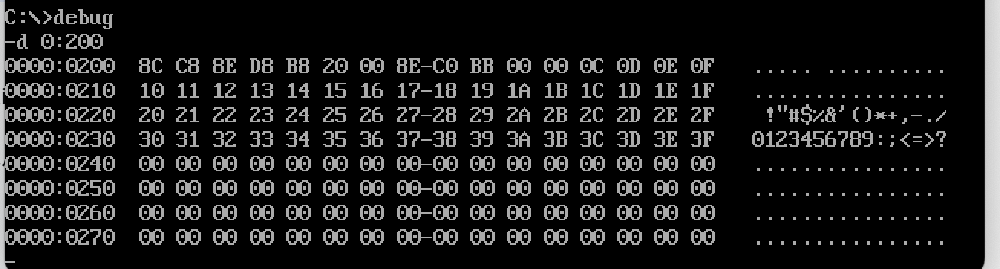 C:\>debug
-d 0:200
0000:0200  8C C8 8E D8 B8 20 00 8E-C0 BB 00 00 0C 0D 0E 0F   ..... ..........
0000:0210  10 11 12 13 14 15 16 17-18 19 1A 1B 1C 1D 1E 1F   ................
0000:0220  20 21 22 23 24 25 26 27-28 29 2A 2B 2C 2D 2E 2F    !"#$%&'()*+,-./
0000:0230  30 31 32 33 34 35 36 37-38 39 3A 3B 3C 3D 3E 3F   0123456789:;<=>?
0000:0240  00 00 00 00 00 00 00 00-00 00 00 00 00 00 00 00   ................
0000:0250  00 00 00 00 00 00 00 00-00 00 00 00 00 00 00 00   ................
0000:0260  00 00 00 00 00 00 00 00-00 00 00 00 00 00 00 00   ................
0000:0270  00 00 00 00 00 00 00 00-00 00 00 00 00 00 00 00   ................
-